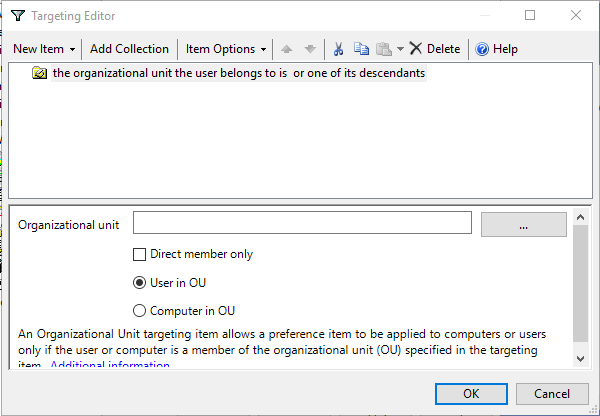 Targeting Editor
New Item Add Collection Item Options Delete Help
the organizational unit the user belongs to is  or one of its descendants
Organizational unit ...
Direct member only
User in OU
Computer in OU
An Organizational Unit targeting item allows a preference item to be applied to computers or users
only if the user or computer is a member of the organizational unit (OU) specified in the targeting
item. Additional information
OK Cancel